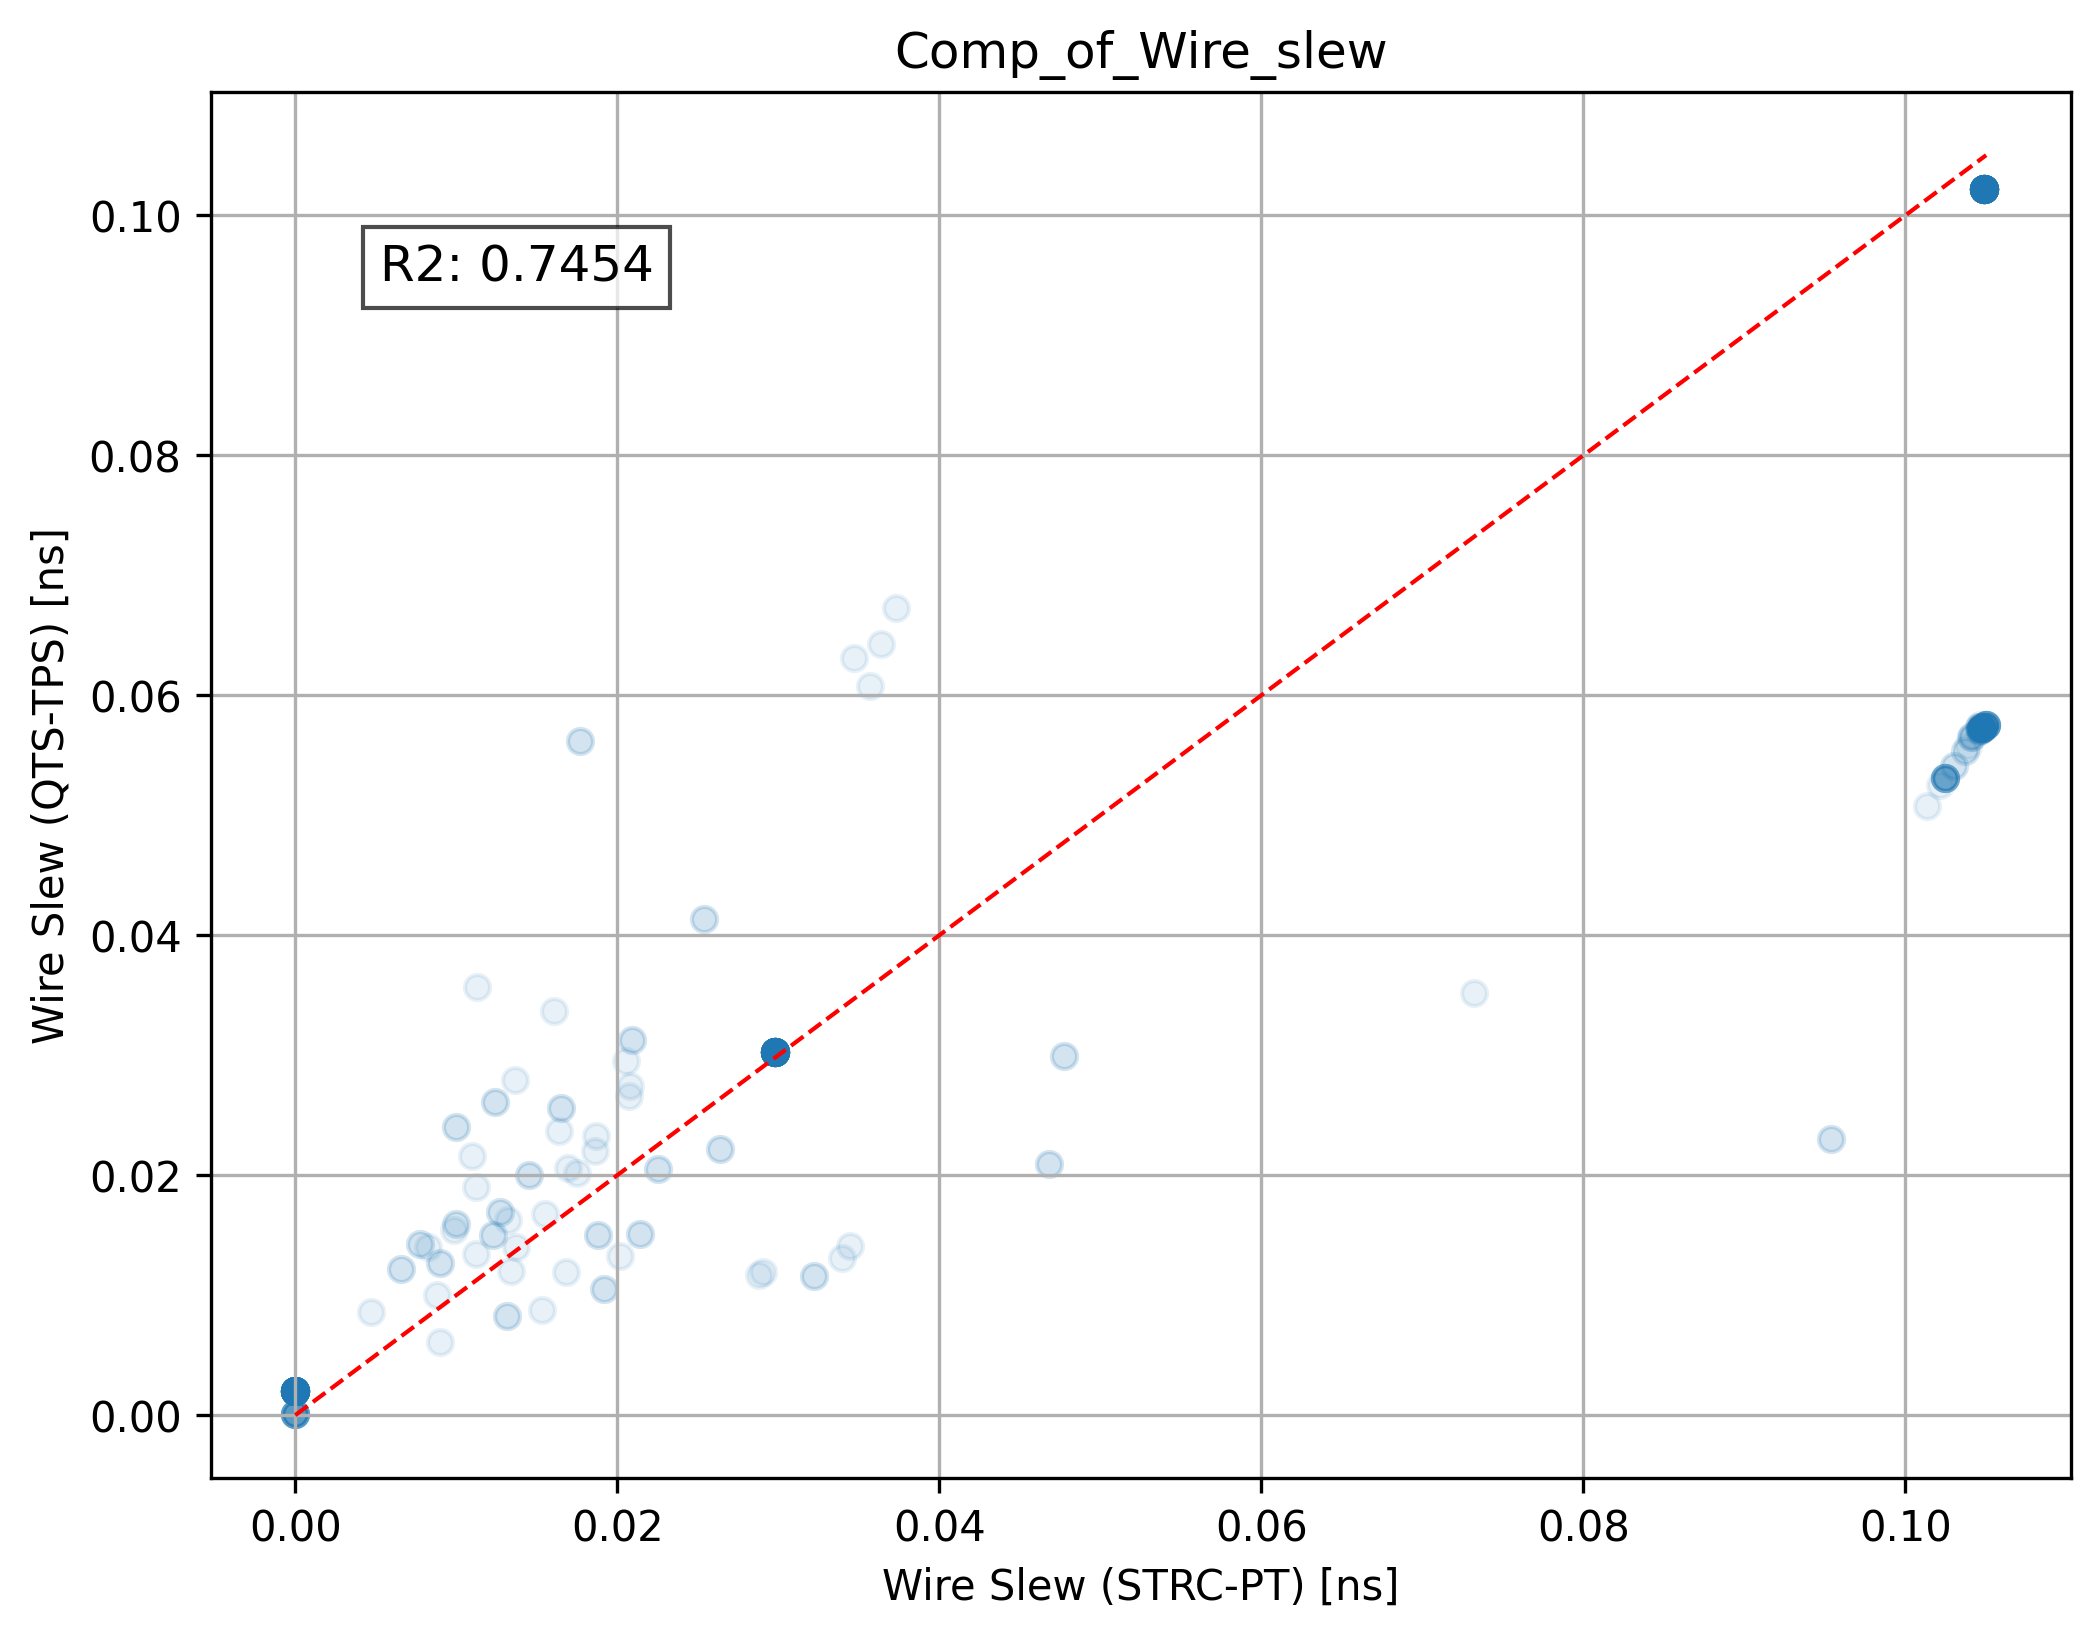 Comp_of_Wire_slew
R2: 0.7454
Wire Slew (QTS-TPS) [ns]
0.10
0.08
0.06
0.04
0.02
0.00
0.00 0.02 0.04 0.06 0.08 0.10
Wire Slew (STRC-PT) [ns]